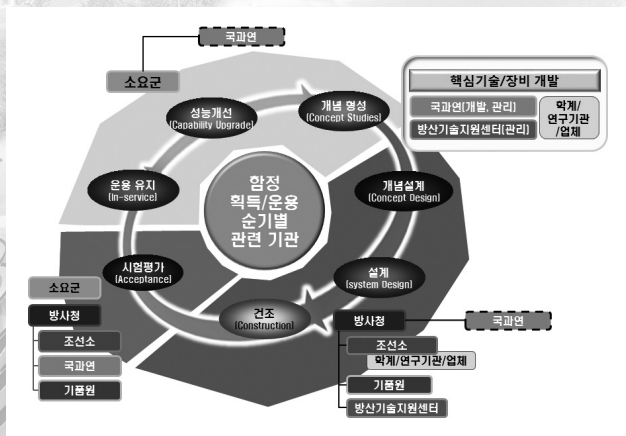 국과연
소요군
핵심기술/장비 개발
국과연(개발, 관리)
방산기술지원센터(관리)
학계/
연구기관
/업체
성능개선
(Capability Upgrade)
개념 형성
(Concept Studies)
운용 유지
(In-service)
함정
획득/운용
순기별
관련 기관
개념설계
(Concept Design)
시험평가
(Acceptance)
설계
(system Design)
건조
(Construction)
소요군
방사청
조선소
국과연
기품원
방사청
국과연
조선소
학계/연구기관/업체
기품원
방산기술지원센터